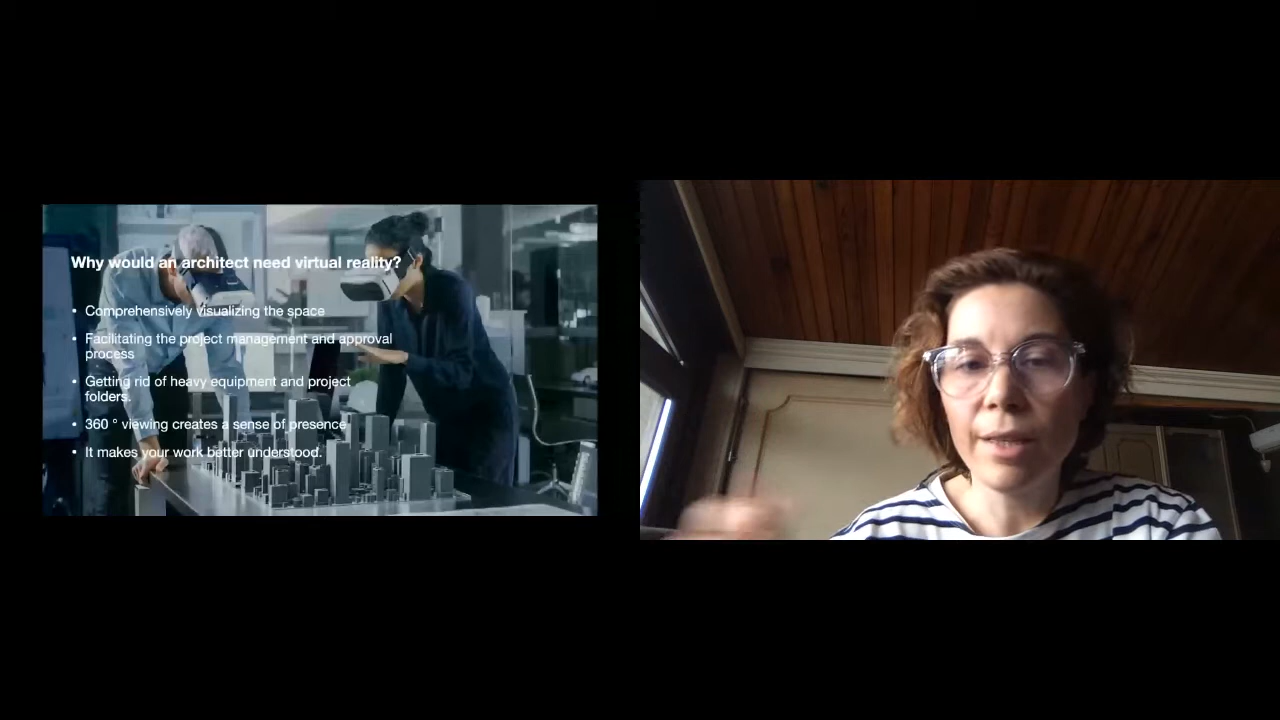 Why would an architect need virtual reality?
• Comprehensively visualizing the space
• Facilitating the project management and approval
process
• Getting rid of heavy equipment and project
folders.
• 360 ° viewing creates a sense of presence
• It makes your work better understood.